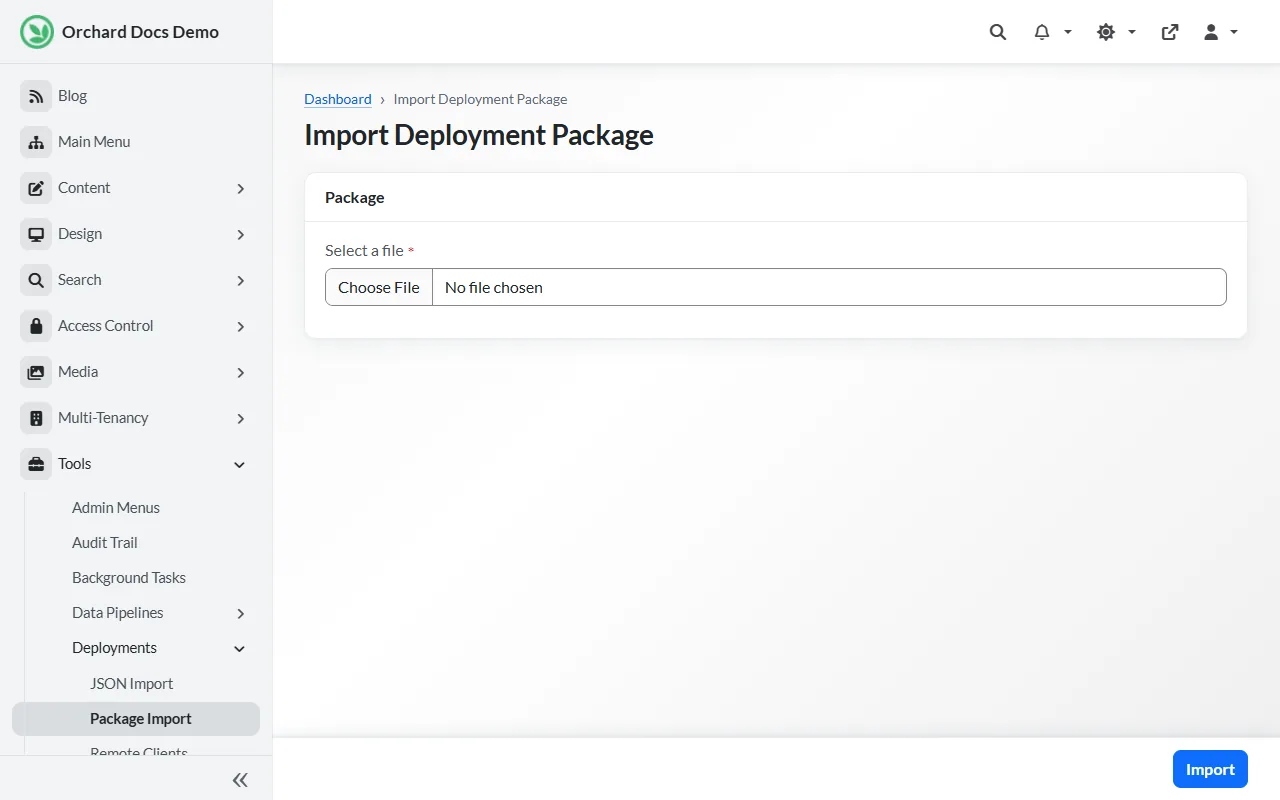 Orchard Docs Demo
Blog
Main Menu
Content
Design
Search
Access Control
Media
Multi-Tenancy
Tools
Admin Menus
Audit Trail
Background Tasks
Data Pipelines
Deployments
JSON Import
Package Import
Remote Clients
Dashboard › Import Deployment Package
Import Deployment Package
Package
Select a file *
Choose File No file chosen
Import